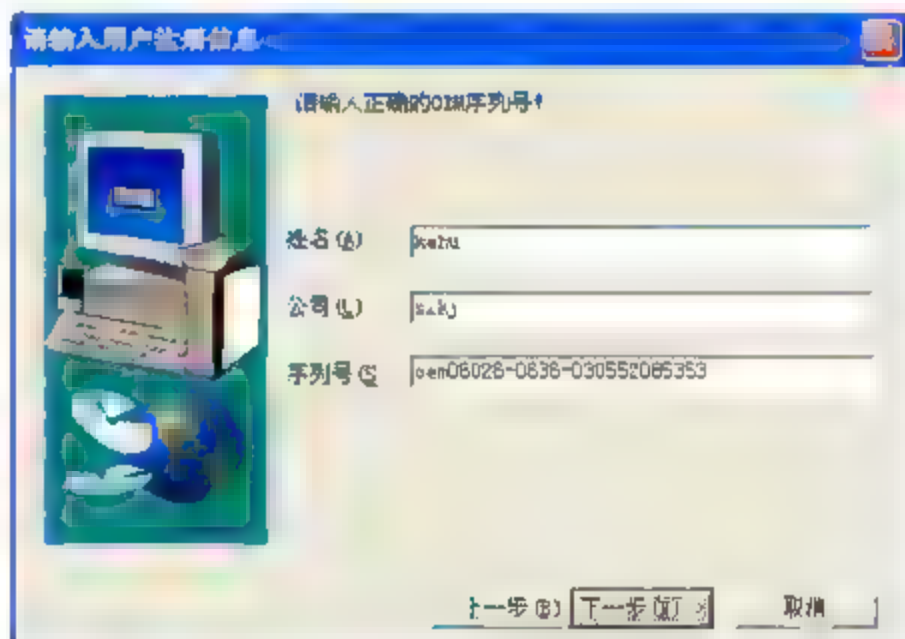 请输入用户注册信息
请输入正确的OEM序列号!
姓名(A)
公司(C)
序列号(S
oem06026-0636-030552065353
上一步(B) 下一步(N) > 取消